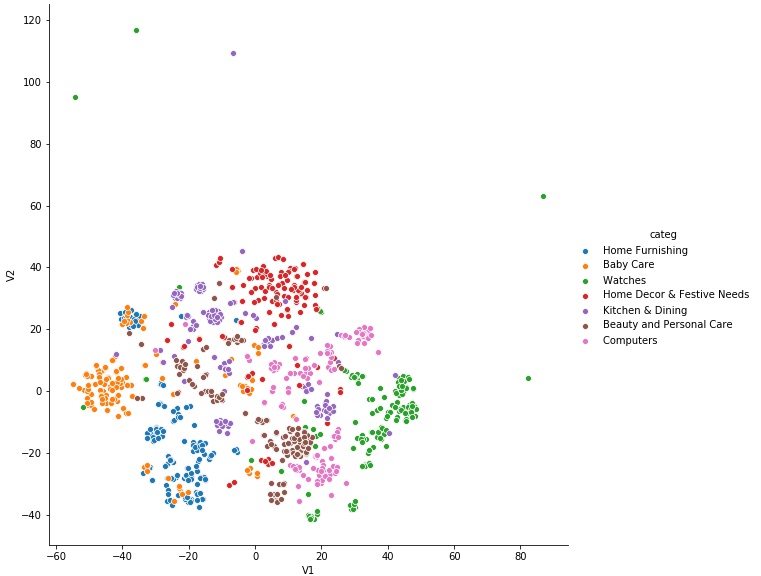 120
100
80
60
40
20
0
−20
−40
V2
−60
−40
−20
0
20
40
60
80
V1
categ
Home Furnishing
Baby Care
Watches
Home Decor & Festive Needs
Kitchen & Dining
Beauty and Personal Care
Computers